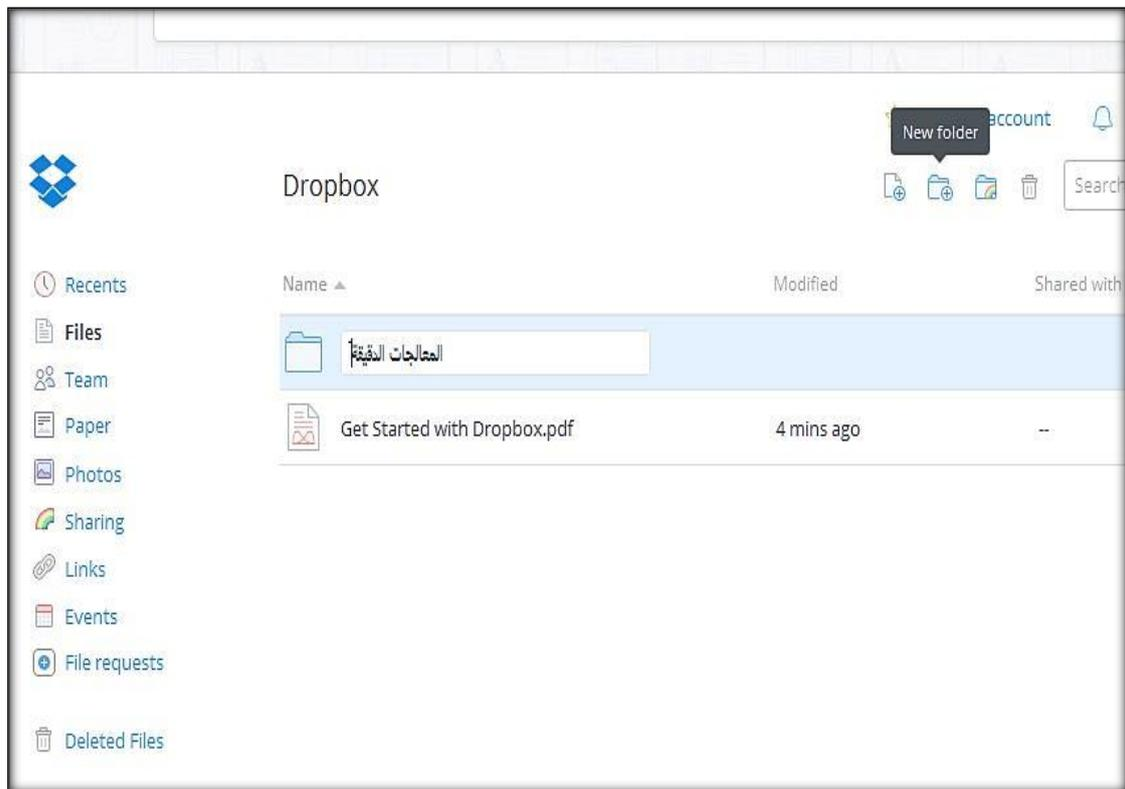 account
New folder
Dropbox
Search
Name
Modified
Shared with
Recents
Files
المعالجات الدقيقة
Team
Paper
Get Started with Dropbox.pdf
4 mins ago
--
Photos
Sharing
Links
Events
File requests
Deleted Files